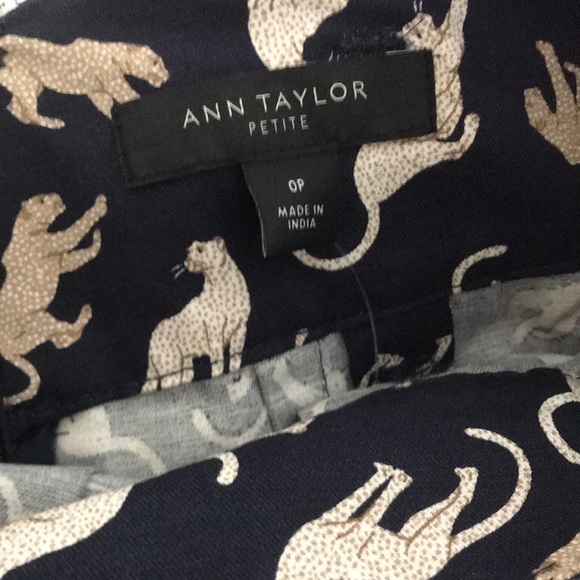 ANN TAYLOR
PETITE
0P
MADE IN
INDIA